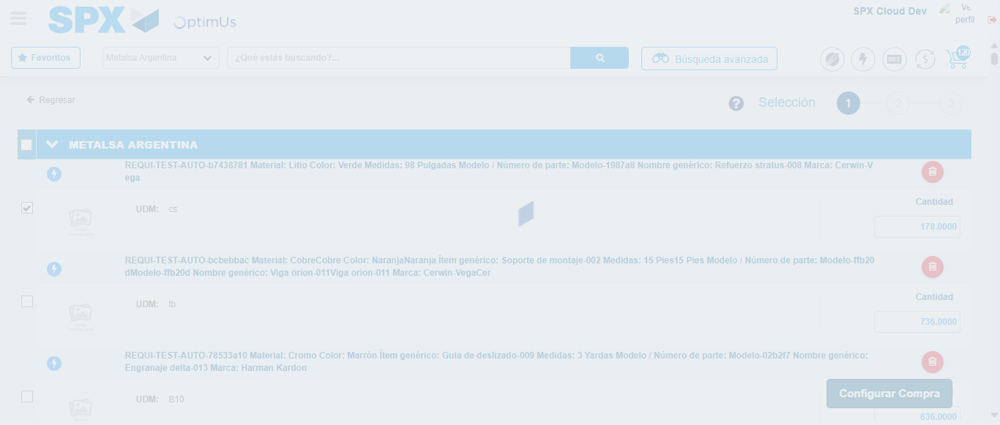 SPX
OptimUs
SPX Cloud Dev
Ve
perfil
Favoritos
Metalsa Argentina
¿Qué estás buscando?...
Búsqueda avanzada
120
Regresar
?
Selección
1
2
3
METALSA ARGENTINA
REQUI-TEST-AUTO-b7438781 Material: Litio Color: Verde Medidas: 98 Pulgadas Modelo / Número de parte: Modelo-1987a8 Nombre genérico: Refuerzo stratus-008 Marca: Cerwin-V
ega
UDM: cs
Cantidad
178.0000
REQUI-TEST-AUTO-bcbebbac Material: CobreCobre Color: NaranjaNaranja Ítem genérico: Soporte de montaje-002 Medidas: 15 Pies15 Pies Modelo / Número de parte: Modelo-ffb20
dModelo-ffb20d Nombre genérico: Viga orion-011Viga orion-011 Marca: Cerwin-VegaCer
UDM: tb
Cantidad
736.0000
REQUI-TEST-AUTO-78533a10 Material: Cromo Color: Marrón Ítem genérico: Guia de deslizado-009 Medidas: 3 Yardas Modelo / Número de parte: Modelo-02b2f7 Nombre genérico:
Engranaje delta-013 Marca: Harman Kardon
UDM: B10
Configurar Compra
636.0000